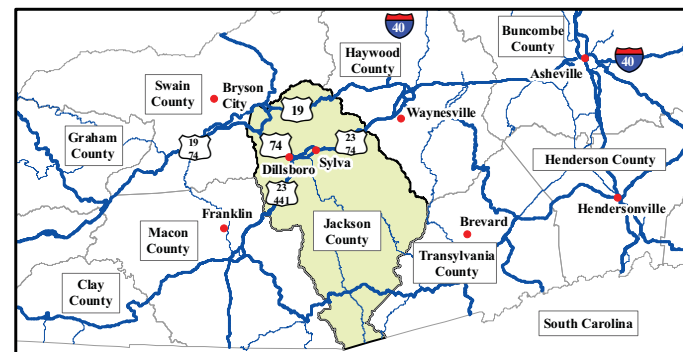 40
Buncombe
County
Haywood
County
40
Asheville
Swain
County
Bryson
City
19
Waynesville
Graham
County
19
74
74
23
74
Sylva
Dillsboro
Henderson County
23
441
Hendersonville
Franklin
Jackson
County
Brevard
Macon
County
Transylvania
County
Clay
County
South Carolina